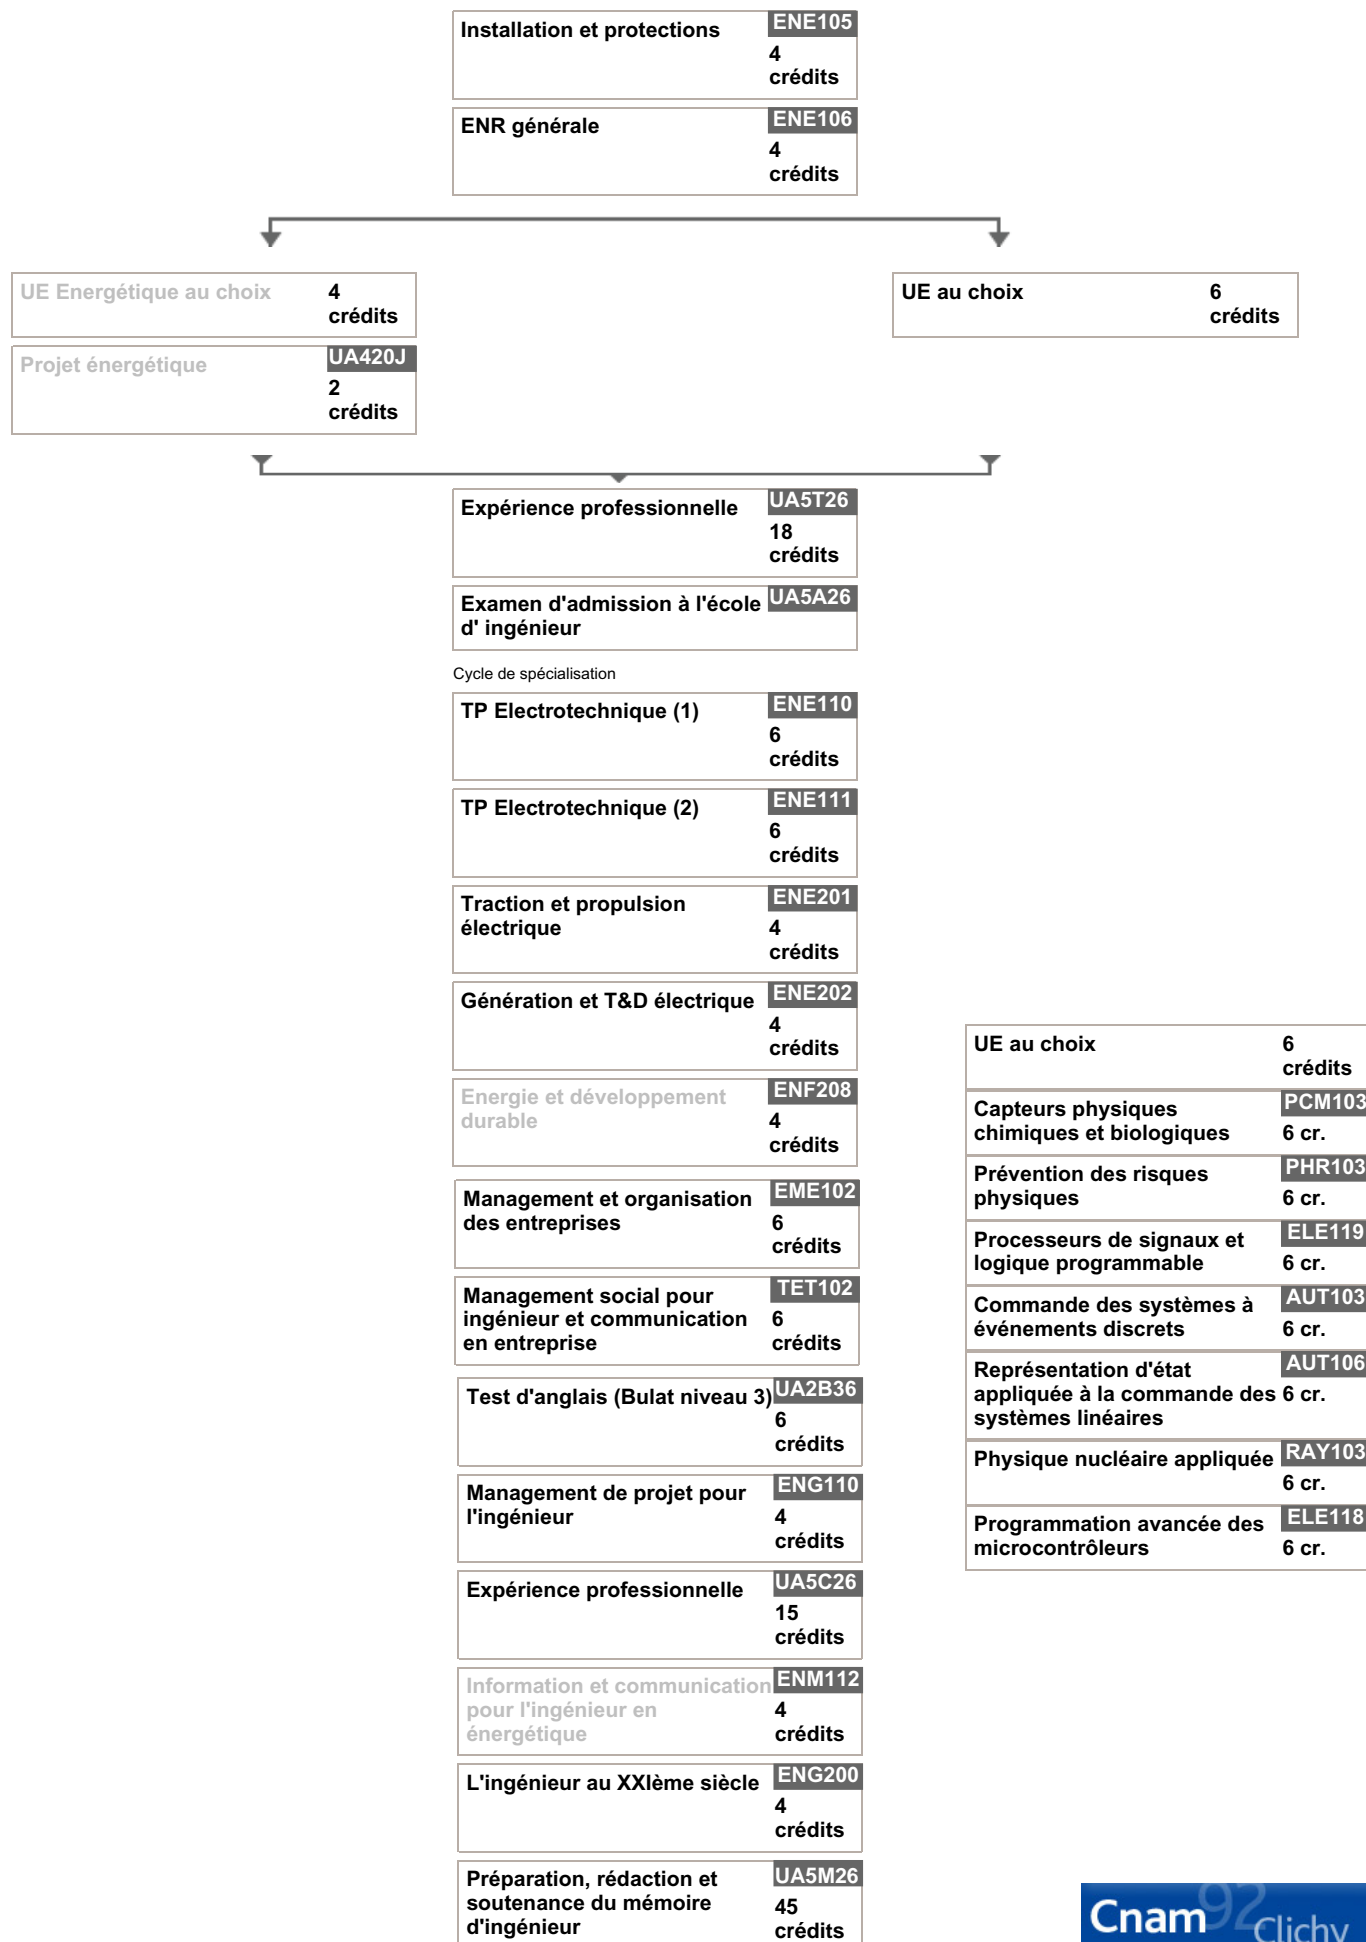 Installation et protections
ENE105
4
crédits
ENR générale
ENE106
4
crédits
UE Energétique au choix
4
crédits
Projet énergétique
UA420J
2
crédits
UE au choix
6
crédits
Expérience professionnelle
UA5T26
18
crédits
Examen d'admission à l'école
d' ingénieur
UA5A26
Cycle de spécialisation
TP Electrotechnique (1)
ENE110
6
crédits
TP Electrotechnique (2)
ENE111
6
crédits
Traction et propulsion
électrique
ENE201
4
crédits
Génération et T&D électrique
ENE202
4
crédits
Energie et développement
durable
ENF208
4
crédits
Management et organisation
des entreprises
EME102
6
crédits
Management social pour
ingénieur et communication
en entreprise
TET102
6
crédits
Test d'anglais (Bulat niveau 3)
UA2B36
6
crédits
Management de projet pour
l'ingénieur
ENG110
4
crédits
Expérience professionnelle
UA5C26
15
crédits
Information et communication
pour l'ingénieur en
énergétique
ENM112
4
crédits
L'ingénieur au XXIème siècle
ENG200
4
crédits
Préparation, rédaction et
soutenance du mémoire
d'ingénieur
UA5M26
45
crédits
UE au choix
6
crédits
Capteurs physiques
chimiques et biologiques
PCM103
6 cr.
Prévention des risques
physiques
PHR103
6 cr.
Processeurs de signaux et
logique programmable
ELE119
6 cr.
Commande des systèmes à
événements discrets
AUT103
6 cr.
Représentation d'état
appliquée à la commande des
systèmes linéaires
AUT106
6 cr.
Physique nucléaire appliquée
RAY103
6 cr.
Programmation avancée des
microcontrôleurs
ELE118
6 cr.
Cnam 92 Clichy